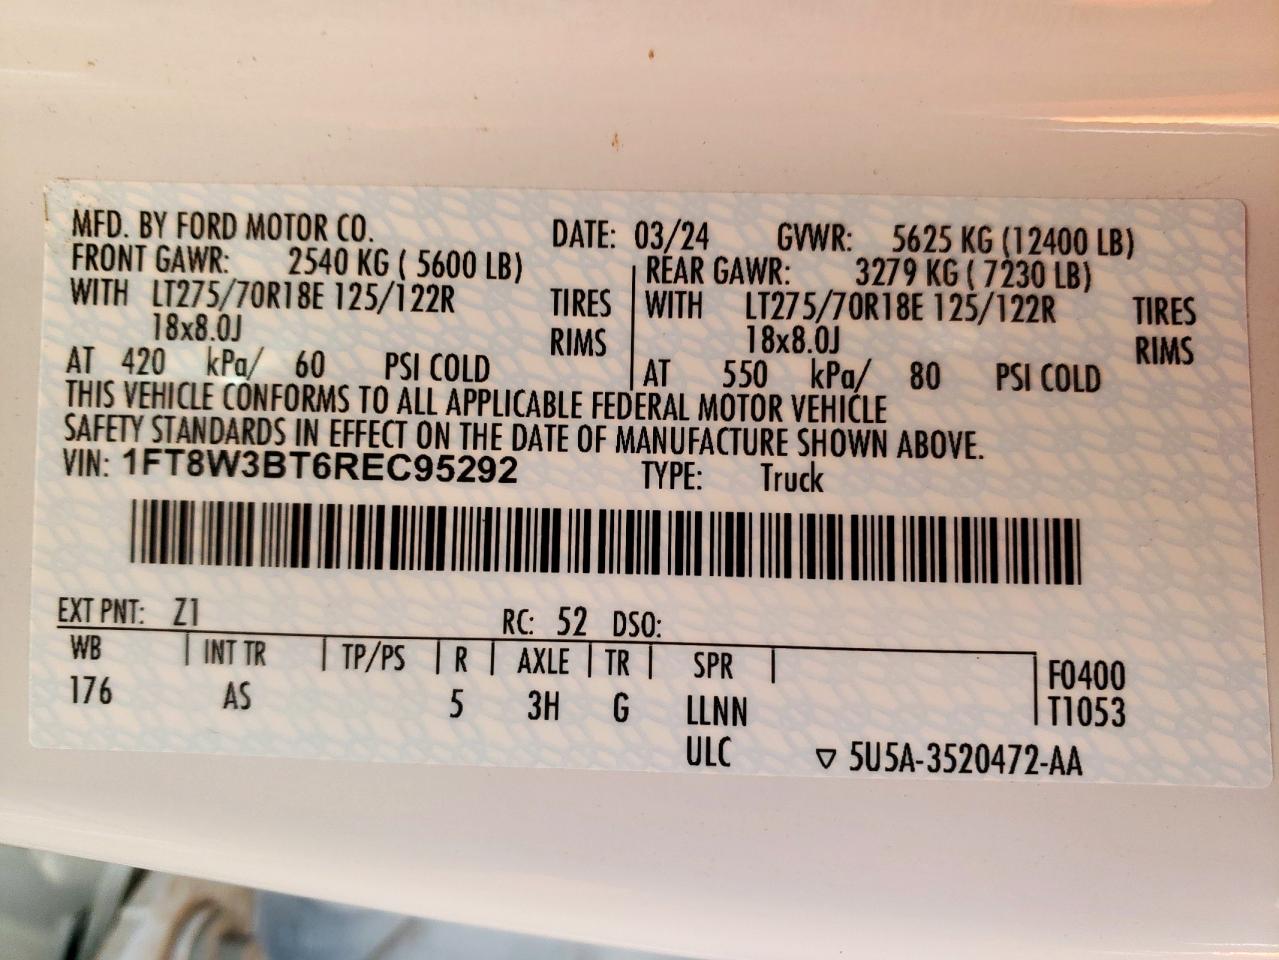 MFD. BY FORD MOTOR CO. DATE: 03/24 GVWR: 5625 KG (12400 LB)
FRONT GAWR: 2540 KG ( 5600 LB) REAR GAWR: 3279 KG ( 7230 LB)
WITH LT275/70R18E 125/122R TIRES WITH LT275/70R18E 125/122R TIRES
18x8.0J RIMS 18x8.0J RIMS
AT 420 kPa/ 60 PSI COLD AT 550 kPa/ 80 PSI COLD
THIS VEHICLE CONFORMS TO ALL APPLICABLE FEDERAL MOTOR VEHICLE
SAFETY STANDARDS IN EFFECT ON THE DATE OF MANUFACTURE SHOWN ABOVE.
VIN: 1FT8W3BT6REC95292 TYPE: Truck
EXT PNT: Z1 RC: 52 DSO:
WB INT TR TP/PS R AXLE TR SPR F0400
176 AS 5 3H G LLNN T1053
ULC ▽ 5U5A-3520472-AA